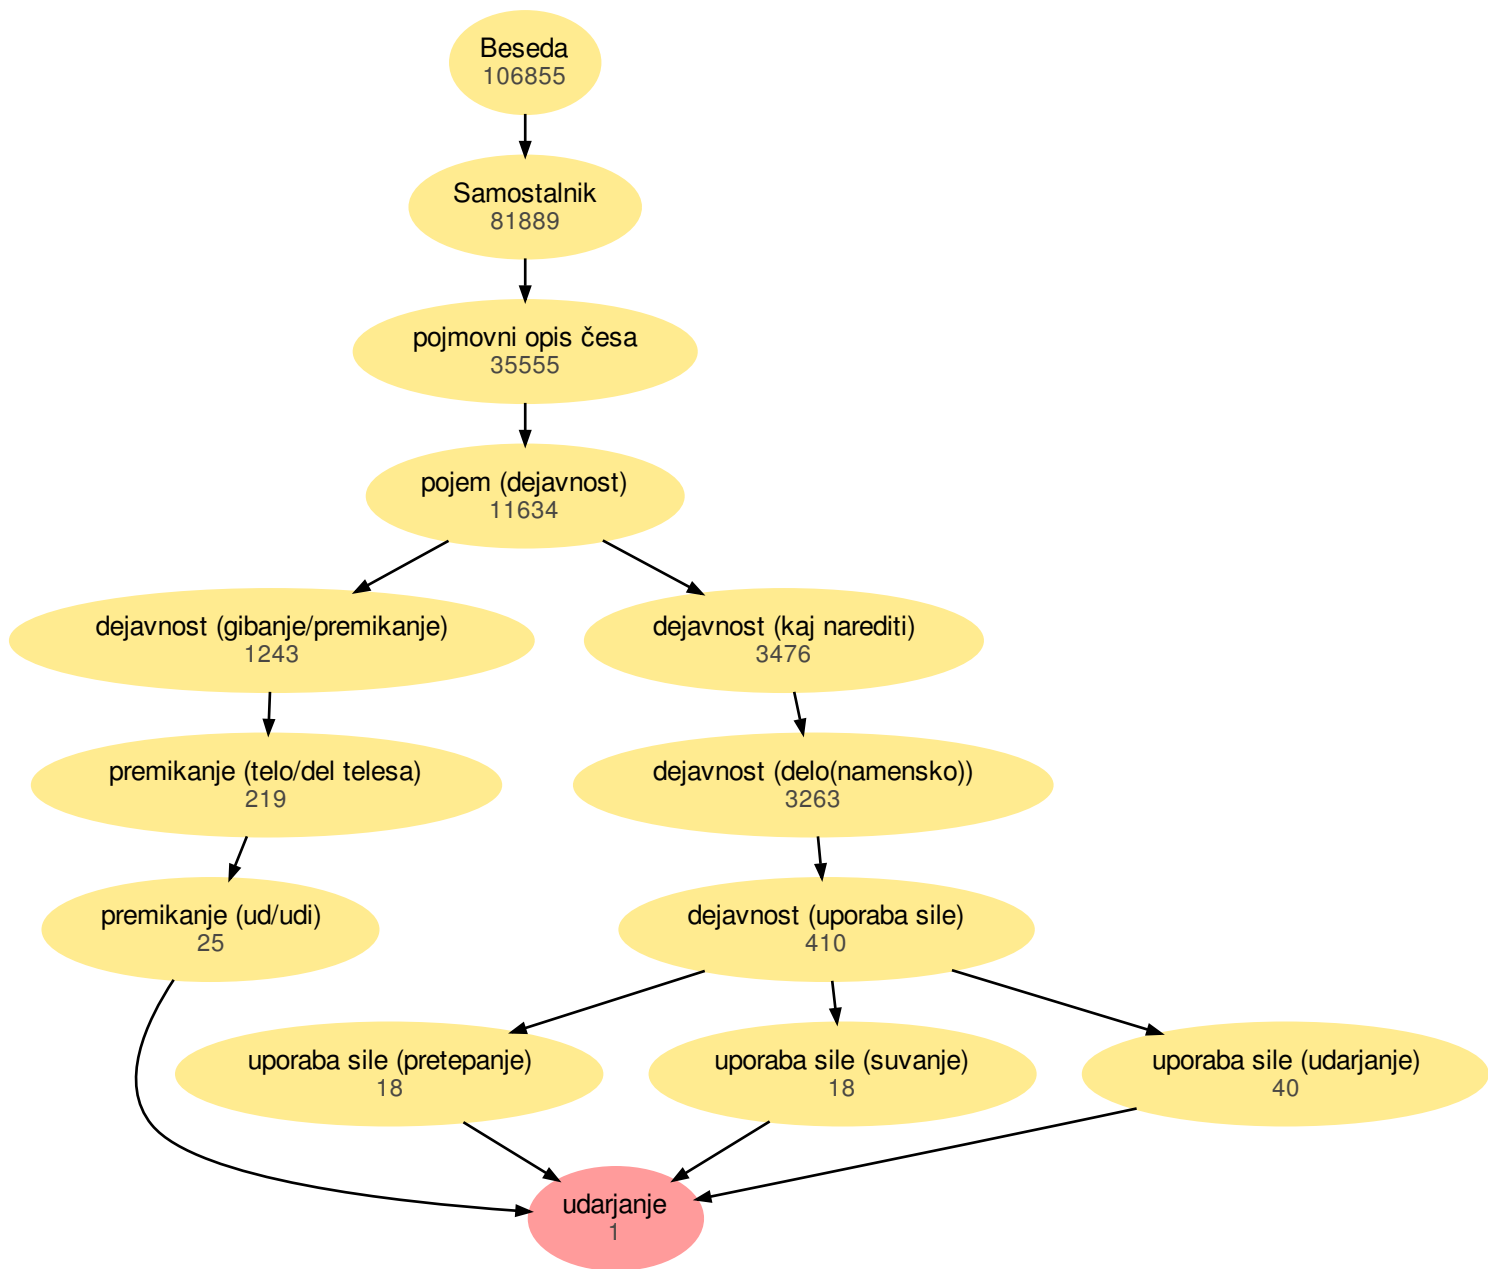 Beseda
106855
Samostalnik
81889
pojmovni opis česa
35555
pojem (dejavnost)
11634
dejavnost (gibanje/premikanje)
1243
dejavnost (kaj narediti)
3476
premikanje (telo/del telesa)
219
dejavnost (delo(namensko))
3263
premikanje (ud/udi)
25
dejavnost (uporaba sile)
410
uporaba sile (pretepanje)
18
uporaba sile (suvanje)
18
uporaba sile (udarjanje)
40
udarjanje
1